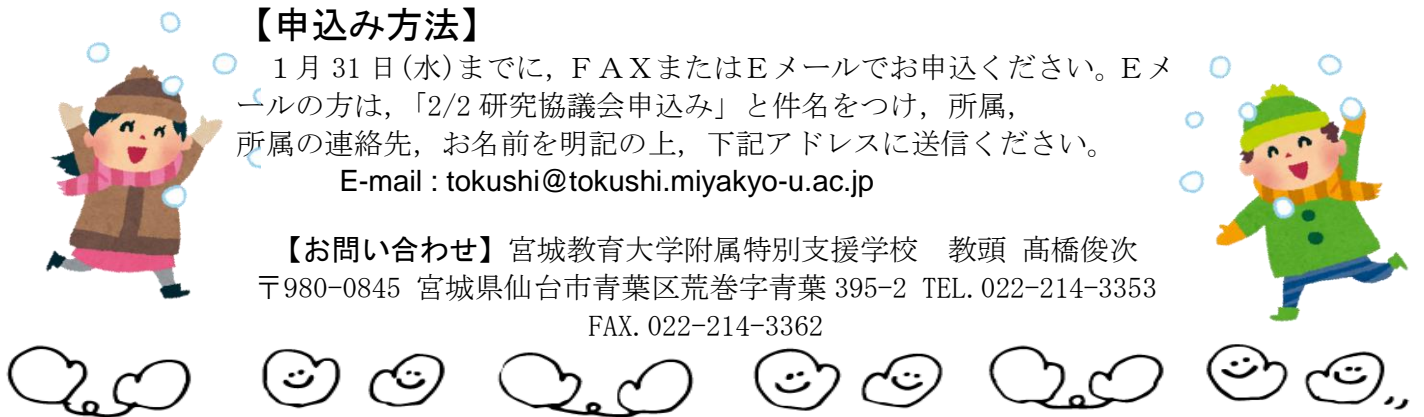 【申込み方法】
１月 31 日(水)までに，ＦＡＸまたはＥメールでお申込ください。Ｅメ
ールの方は，「2/2 研究協議会申込み」と件名をつけ，所属，
所属の連絡先，お名前を明記の上，下記アドレスに送信ください。
E-mail : tokushi@tokushi.miyakyo-u.ac.jp
【お問い合わせ】宮城教育大学附属特別支援学校　教頭 髙橋俊次
〒980-0845 宮城県仙台市青葉区荒巻字青葉 395-2 TEL.022-214-3353
FAX.022-214-3362